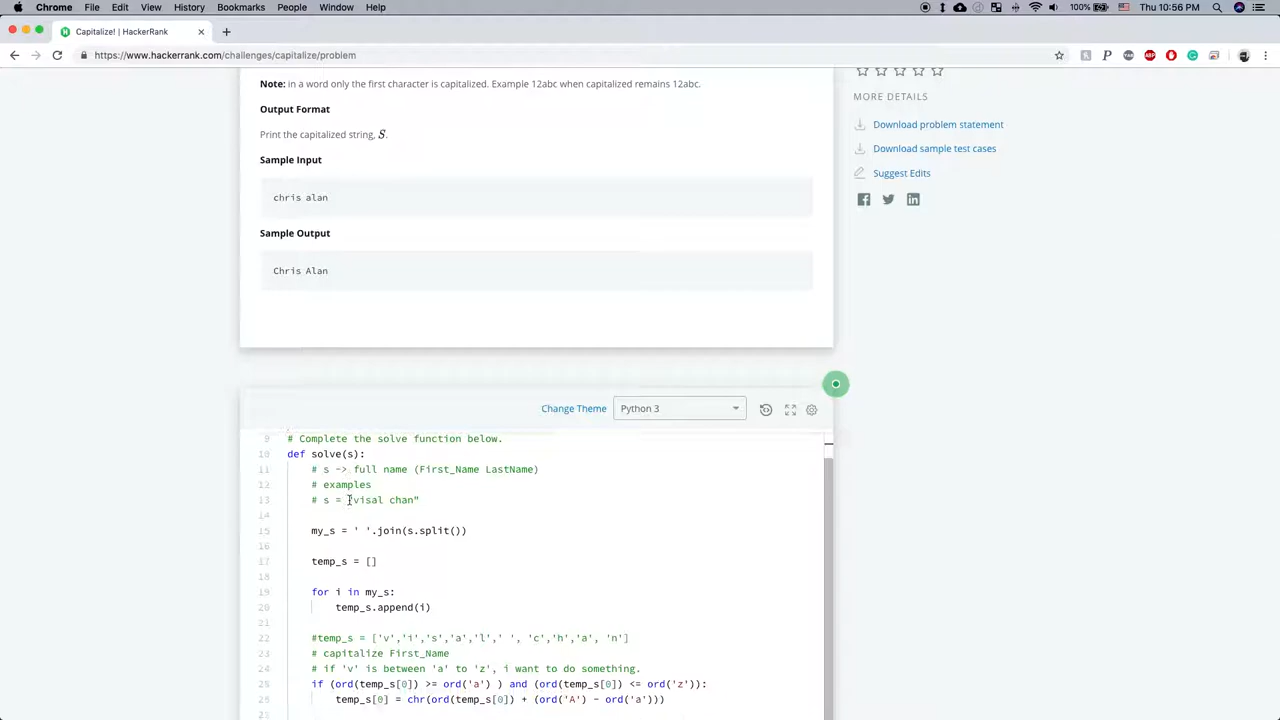 Chrome File Edit View History Bookmarks People Window Help 100% Thu 10:56 PM
Capitalize! | HackerRank
https://www.hackerrank.com/challenges/capitalize/problem
Note: in a word only the first character is capitalized. Example 12abc when capitalized remains 12abc.
MORE DETAILS
Output Format
Download problem statement
Print the capitalized string, S.
Download sample test cases
Sample Input
Suggest Edits
chris alan
Sample Output
Chris Alan
Change Theme Python 3
9 # Complete the solve function below.
10 def solve(s):
11 # s -> full name (First_Name LastName)
12 # examples
13 # s = "visal chan"
14
15 my_s = ' '.join(s.split())
16
17 temp_s = []
18
19 for i in my_s:
20 temp_s.append(i)
21
22 #temp_s = ['v','i','s','a','l',' ', 'c','h','a', 'n']
23 # capitalize First_Name
24 # if 'v' is between 'a' to 'z', i want to do something.
25 if (ord(temp_s[0]) >= ord('a') ) and (ord(temp_s[0]) <= ord('z')):
26 temp_s[0] = chr(ord(temp_s[0]) + (ord('A') - ord('a')))